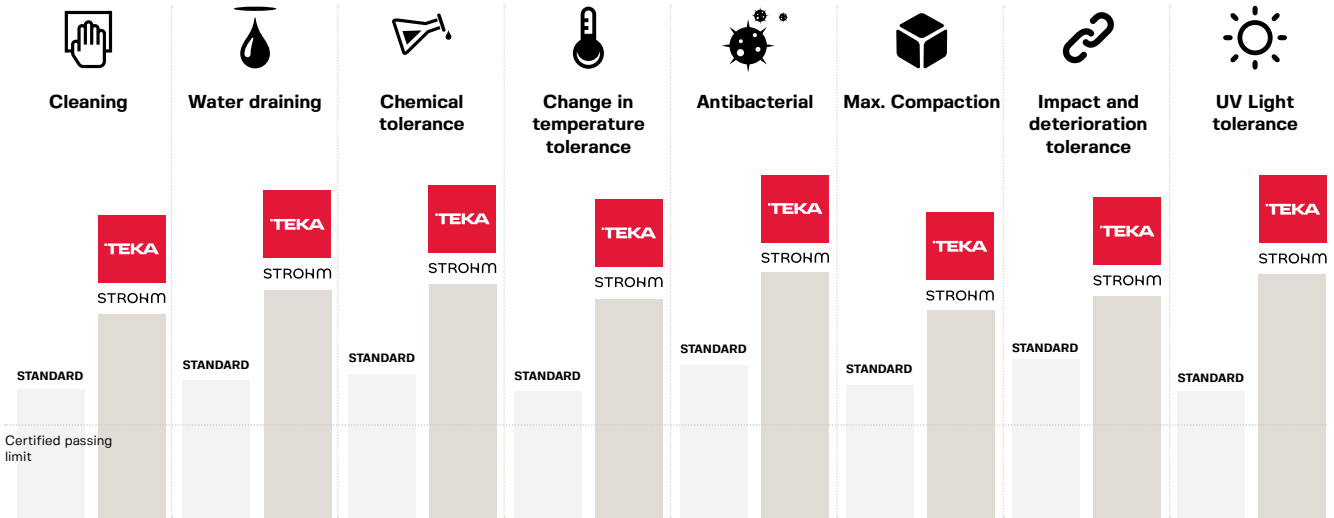 Cleaning
Water draining
Chemical
tolerance
Change in
temperature
tolerance
Antibacterial
Max. Compaction
Impact and
deterioration
tolerance
UV Light
tolerance
STANDARD
TEKA
STROHM
STANDARD
TEKA
STROHM
STANDARD
TEKA
STROHM
STANDARD
TEKA
STROHM
STANDARD
TEKA
STROHM
STANDARD
TEKA
STROHM
STANDARD
TEKA
STROHM
STANDARD
TEKA
STROHM
Certified passing
limit